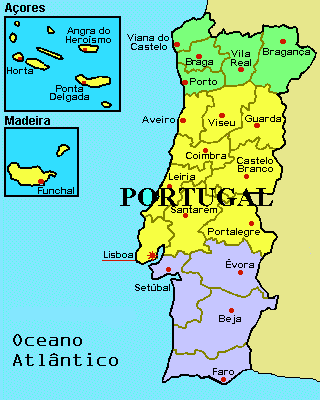 Açores
Angra do
Heroísmo
Horta
Ponta
Delgada
Madeira
Funchal
Viana do
Castelo
Bragança
Braga
Vila
Real
Porto
Aveiro
Viseu
Guarda
Coimbra
Castelo
Branco
Leiria
PORTUGAL
Santarém
Portalegre
Lisboa
Setúbal
Évora
Beja
Faro
Oceano
Atlântico